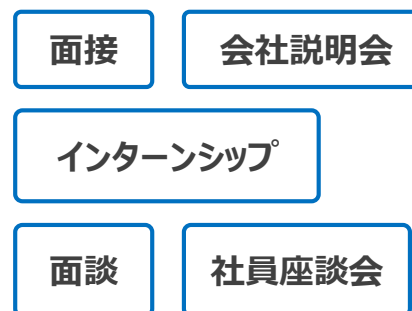 面接 会社説明会
インターンシップ
面談 社員座談会